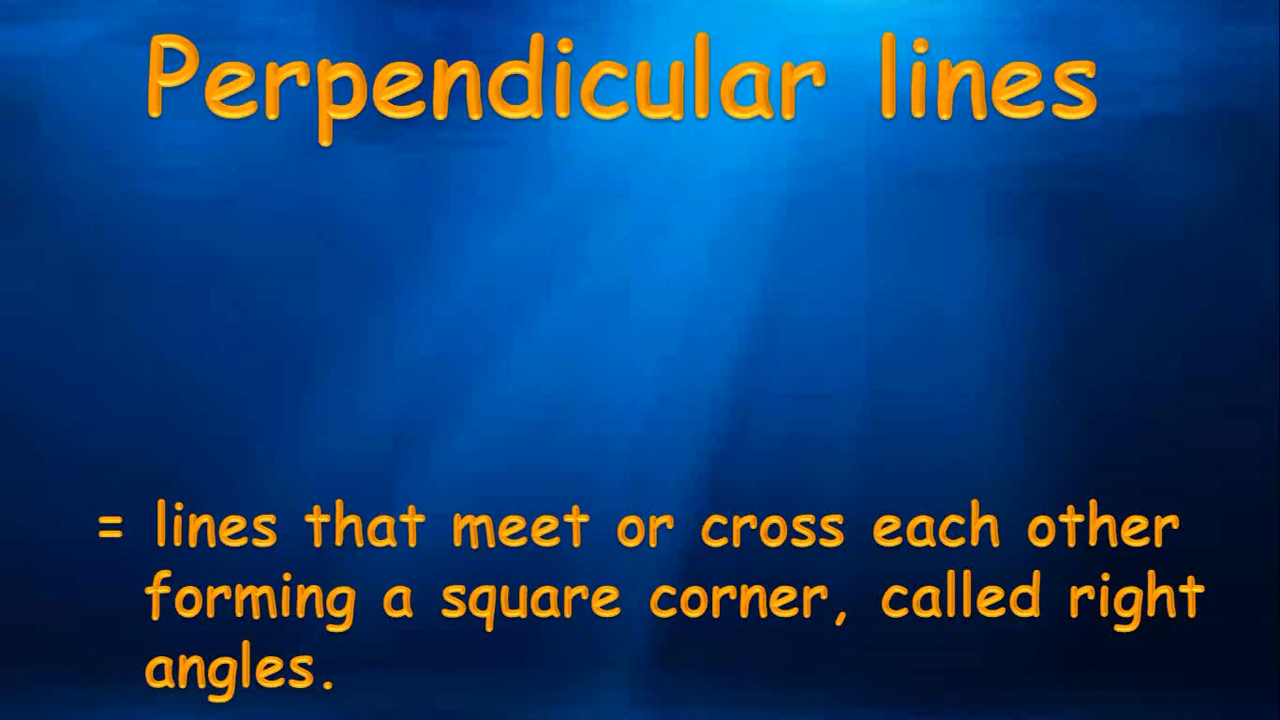 Perpendicular lines
= lines that meet or cross each other
forming a square corner, called right
angles.